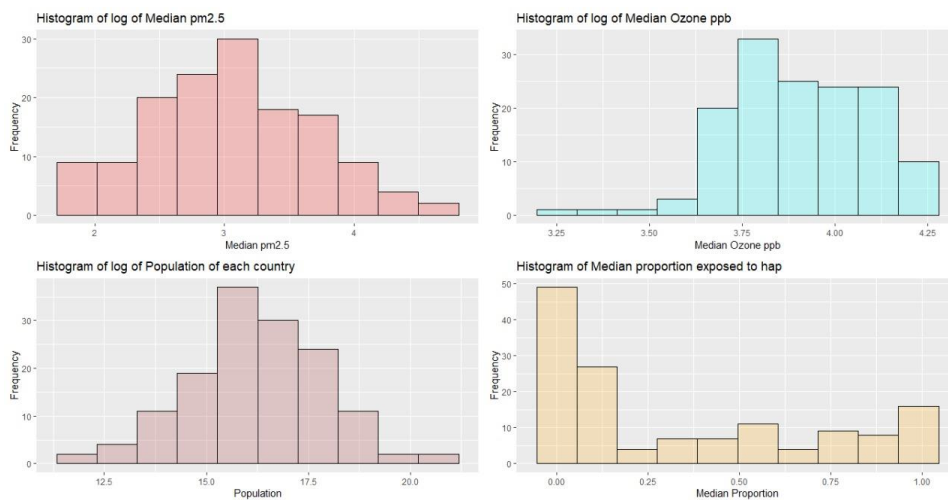 Histogram of log of Median pm2.5
Frequency
30
20
10
0
2
3
4
Median pm2.5
Histogram of log of Median Ozone ppb
Frequency
30
20
10
0
3.25
3.50
3.75
4.00
4.25
Median Ozone ppb
Histogram of log of Population of each country
Frequency
30
20
10
0
12.5
15.0
17.5
20.0
Population
Histogram of Median proportion exposed to hap
Frequency
50
40
30
20
10
0
0.00
0.25
0.50
0.75
1.00
Median Proportion